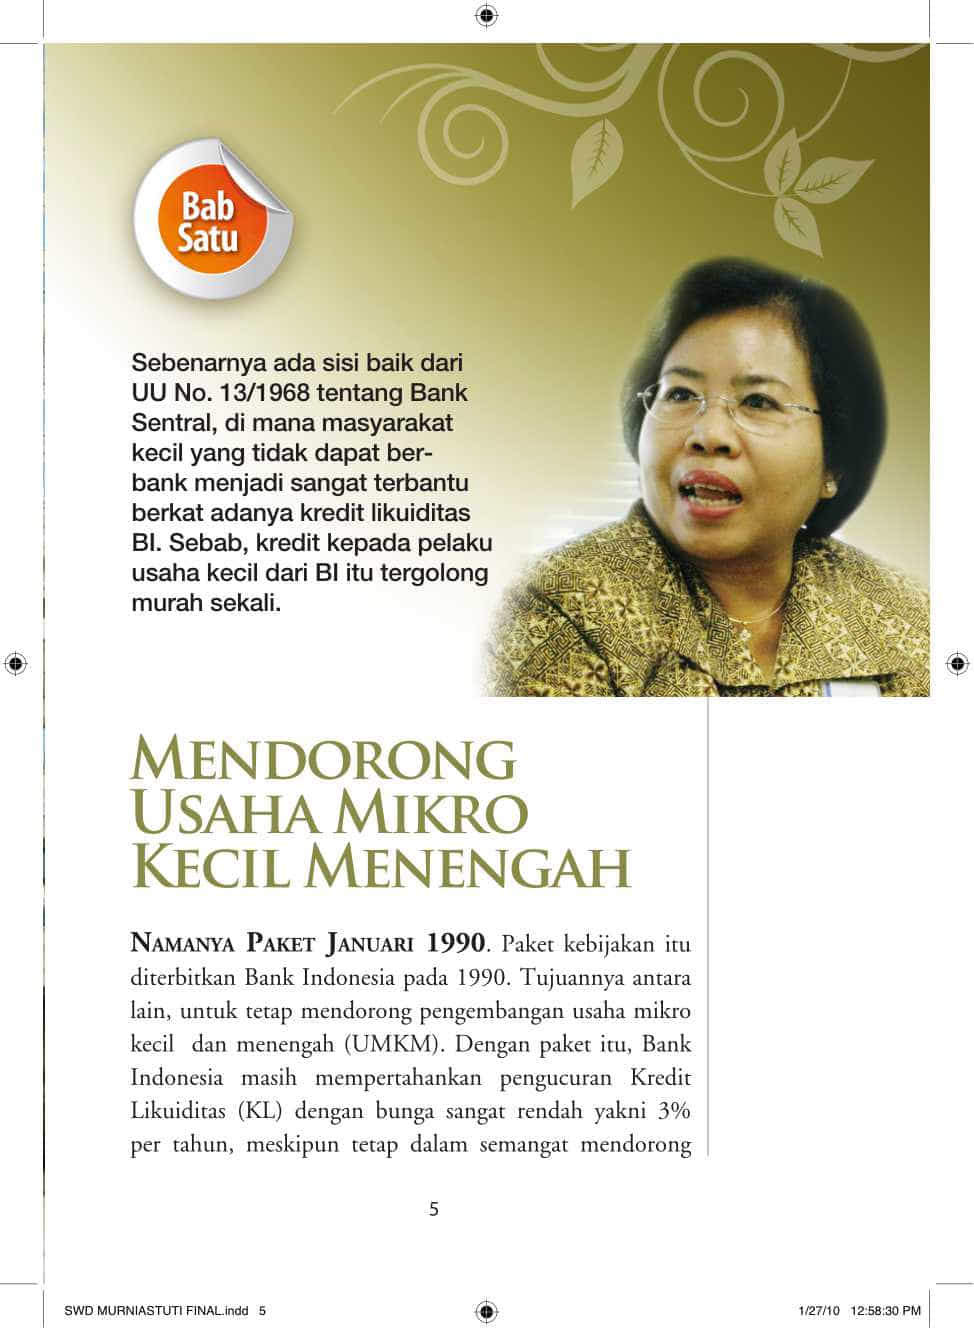 Bab
Satu
Sebenarnya ada sisi baik dari
UU No. 13/1968 tentang Bank
Sentral, di mana masyarakat
kecil yang tidak dapat ber-
bank menjadi sangat terbantu
berkat adanya kredit likuiditas
BI. Sebab, kredit kepada pelaku
usaha kecil dari BI itu tergolong
murah sekali.
MENDORONG
USAHA MIKRO
KECIL MENENGAH
NAMANYA PAKET JANUARI 1990. Paket kebijakan itu
diterbitkan Bank Indonesia pada 1990. Tujuannya antara
lain, untuk tetap mendorong pengembangan usaha mikro
kecil dan menengah (UMKM). Dengan paket itu, Bank
Indonesia masih mempertahankan pengucuran Kredit
Likuiditas (KL) dengan bunga sangat rendah yakni 3%
per tahun, meskipun tetap dalam semangat mendorong
5
SWD MURNIASTUTI FINAL.indd 5
1/27/10 12:58:30 PM